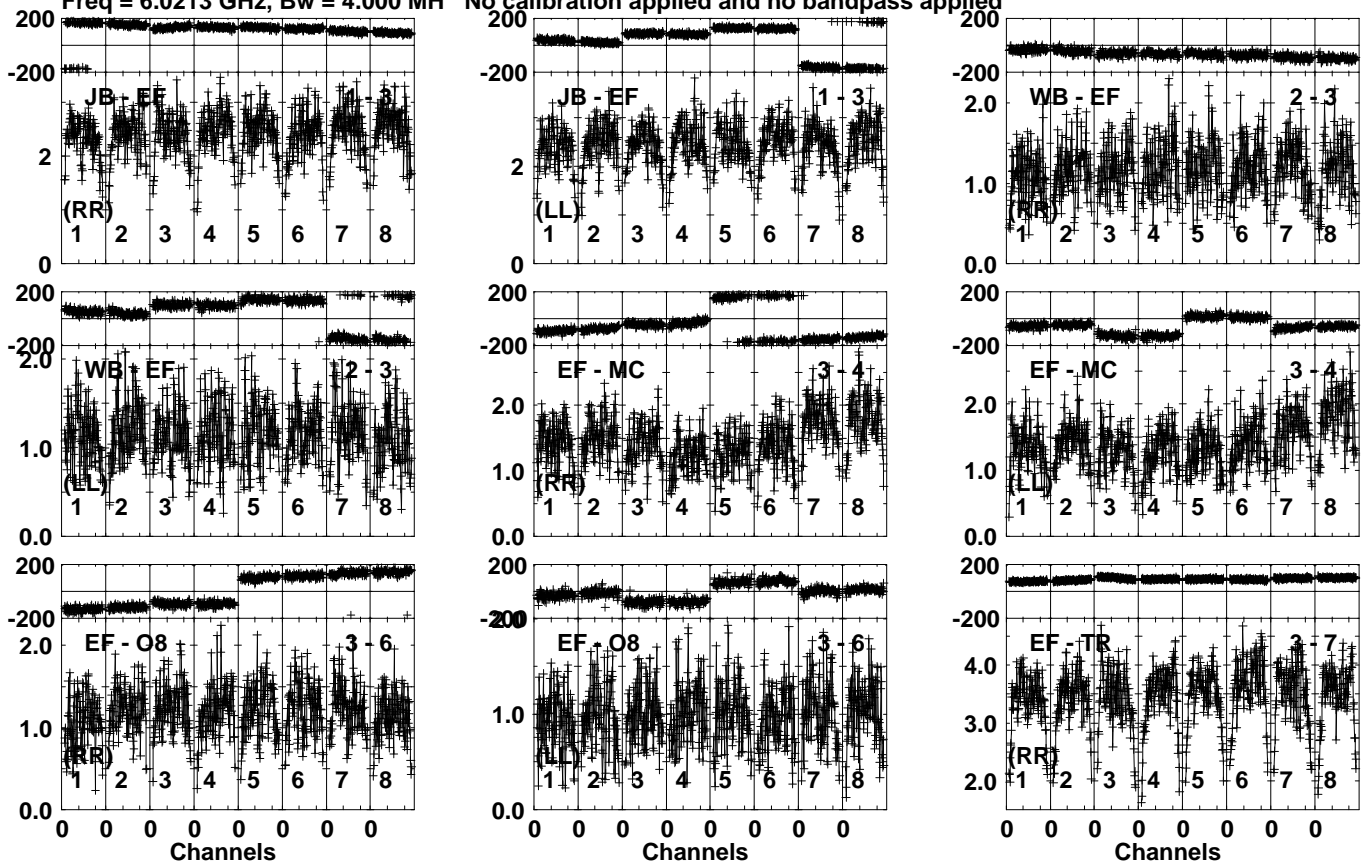 Freq = 6.0213 GHz, Bw = 4.000 MH No calibration applied and no bandpass applied
200 200 200
-200 -200 -200
JB - EF 1 - 3 JB - EF 1 - 3 WB - EF 2 - 3
2.0
2 2
1.0
(RR) (LL) (RR)
1 2 3 4 5 6 7 8 1 2 3 4 5 6 7 8 1 2 3 4 5 6 7 8
0 0 0.0
200 200 200
-200 -200 -200
2.0
WB - EF 2 - 3 EF - MC 3 - 4 EF - MC 3 - 4
2.0 2.0
1.0 1.0 1.0
(LL) (RR) (LL)
1 2 3 4 5 6 7 8 1 2 3 4 5 6 7 8 1 2 3 4 5 6 7 8
0.0 0.0 0.0
200 200 200
-200 -200 -200
2.0 2.0
EF - O8 3 - 6 EF - O8 3 - 6 EF - TR 3 - 7
4.0
1.0 1.0 3.0
(RR) (LL) (RR)
2.0
1 2 3 4 5 6 7 8 1 2 3 4 5 6 7 8 1 2 3 4 5 6 7 8
0.0 0.0
0 0 0 0 0 0 0 0 0 0 0 0 0 0 0 0 0 0 0 0 0 0 0 0
Channels Channels Channels